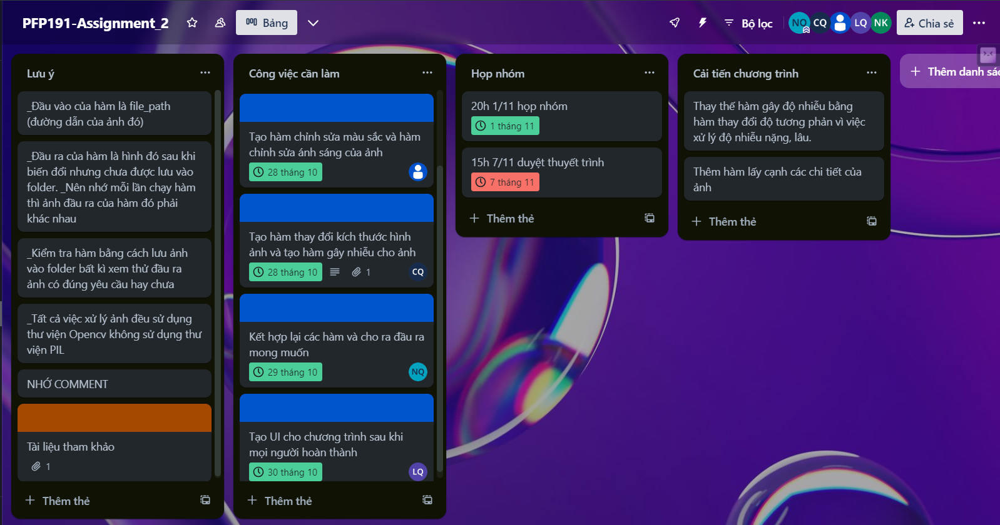 PFP191-Assignment_2
Bảng
Bộ lọc
NQ
CQ
LQ
NK
Chia sẻ
Lưu ý
_Đầu vào của hàm là file_path
(đường dẫn của ảnh đó)
_Đầu ra của hàm là hình đó sau khi
biến đổi nhưng chưa được lưu vào
folder. _Nên nhớ mỗi lần chạy hàm
thì ảnh đầu ra của hàm đó phải
khác nhau
_Kiểm tra hàm bằng cách lưu ảnh
vào folder bất kì xem thử đầu ra
ảnh có đúng yêu cầu hay chưa
_Tất cả việc xử lý ảnh đều sử dụng
thư viện Opencv không sử dụng thư
viện PIL
NHỚ COMMENT
Tài liệu tham khảo
1
Thêm thẻ
Công việc cần làm
Tạo hàm chỉnh sửa màu sắc và hàm
chỉnh sửa ánh sáng của ảnh
28 tháng 10
Tạo hàm thay đổi kích thước hình
ảnh và tạo hàm gây nhiễu cho ảnh
28 tháng 10
1
CQ
Kết hợp lại các hàm và cho ra đầu ra
mong muốn
29 tháng 10
NQ
Tạo UI cho chương trình sau khi
mọi người hoàn thành
30 tháng 10
LQ
Thêm thẻ
Họp nhóm
20h 1/11 họp nhóm
1 tháng 11
15h 7/11 duyệt thuyết trình
7 tháng 11
Thêm thẻ
Cải tiến chương trình
Thay thế hàm gây độ nhiễu bằng
hàm thay đổi độ tương phản vì việc
xử lý độ nhiễu nặng, lâu.
Thêm hàm lấy cạnh các chi tiết của
ảnh
Thêm thẻ
Thêm danh sác